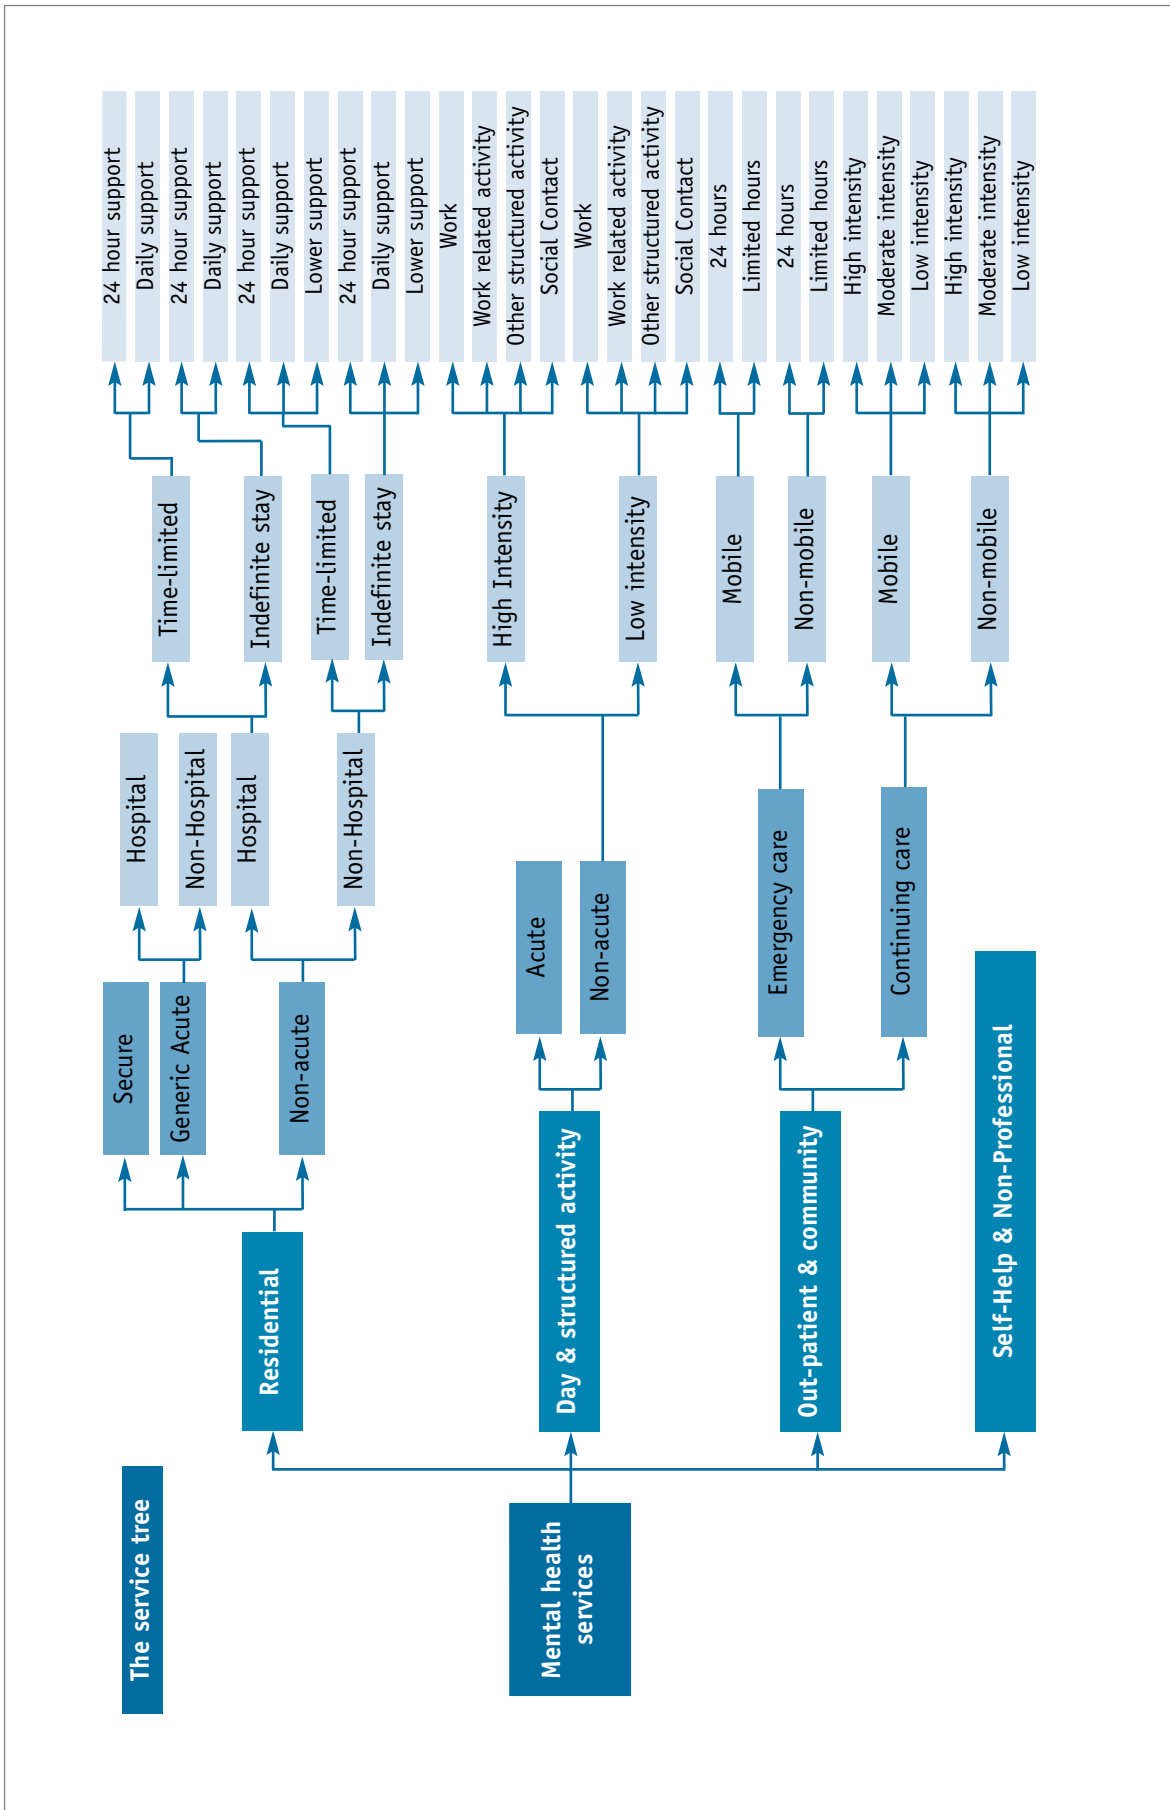 The service tree
Mental health
services
Residential
Day & structured activity
Out-patient & community
Self-Help & Non-Professional
Secure
Generic Acute
Non-acute
Acute
Non-acute
Emergency care
Continuing care
Hospital
Non-Hospital
Hospital
Non-Hospital
Time-limited
Indefinite stay
Time-limited
Indefinite stay
High Intensity
Low intensity
Mobile
Non-mobile
Mobile
Non-mobile
24 hour support
Daily support
24 hour support
Daily support
24 hour support
Daily support
Lower support
24 hour support
Daily support
Lower support
Work
Work related activity
Other structured activity
Social Contact
Work
Work related activity
Other structured activity
Social Contact
24 hours
Limited hours
24 hours
Limited hours
High intensity
Moderate intensity
Low intensity
High intensity
Moderate intensity
Low intensity